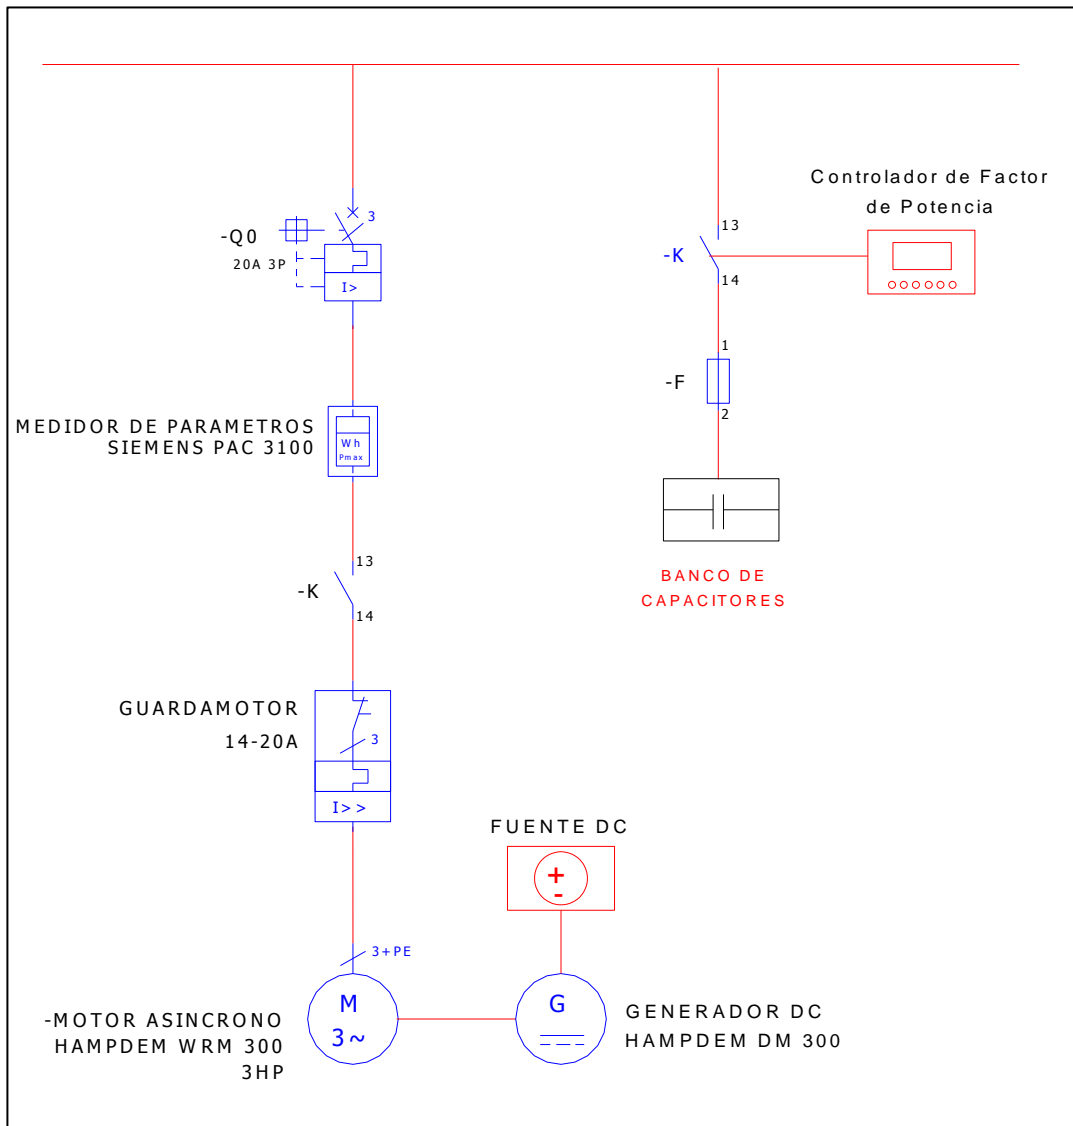 Controlador de Factor
de Potencia
-Q0
3
20A 3P
I>
13
-K
14
1
-F
2
MEDIDOR DE PARAMETROS
SIEMENS PAC 3100
Wh
Pmax
BANCO DE
CAPACITORES
13
-K
14
GUARDAMOTOR
14-20A
3
I>>
FUENTE DC
+
-
3+PE
M
3~
G
-MOTOR ASINCRONO
HAMPDEM WRM 300
3HP
GENERADOR DC
HAMPDEM DM 300